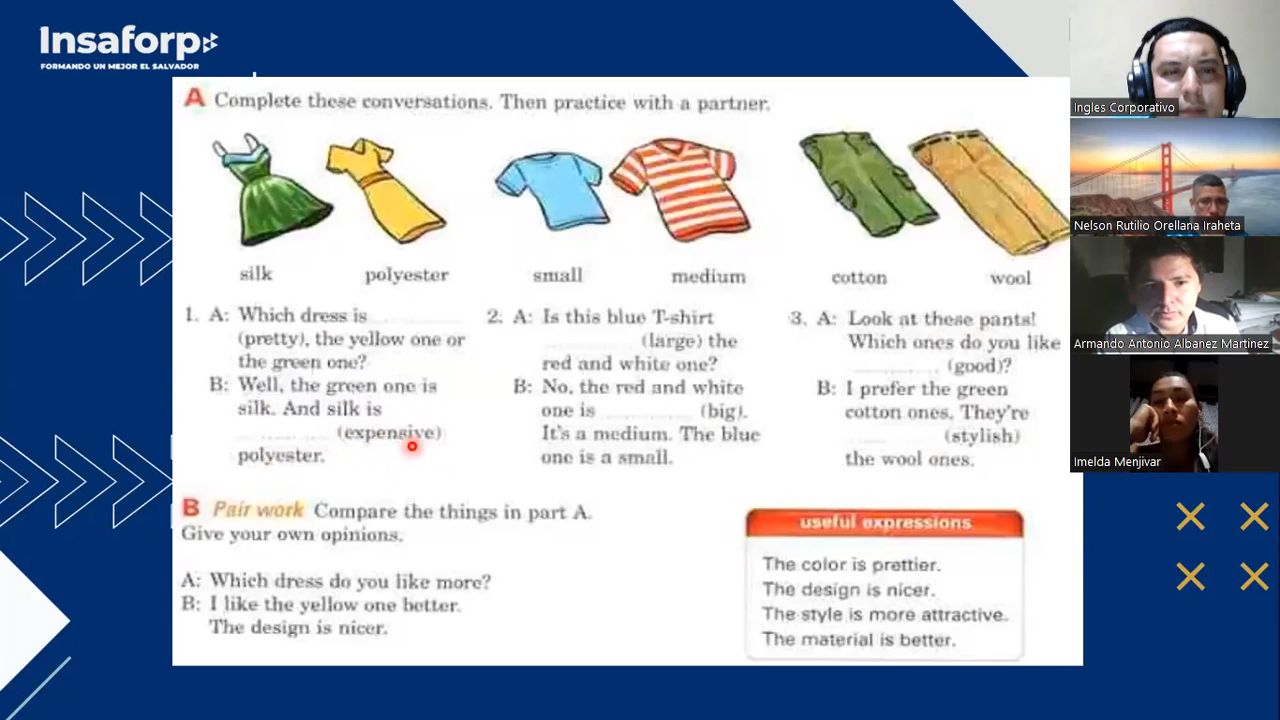 Insaforp
FORMANDO UN MEJOR EL SALVADOR
A Complete these conversations. Then practice with a partner.
silk
polyester
small
medium
cotton
wool
1. A: Which dress is ............
(pretty), the yellow one or
the green one?
B: Well, the green one is
silk. And silk is
............ (expensive)
polyester.
2. A: Is this blue T-shirt
............ (large) the
red and white one?
B: No, the red and white
one is ............ (big).
It's a medium. The blue
one is a small.
3. A: Look at these pants!
Which ones do you like
............ (good)?
B: I prefer the green
cotton ones. They're
............ (stylish)
the wool ones.
B Pair work Compare the things in part A.
Give your own opinions.
A: Which dress do you like more?
B: I like the yellow one better.
The design is nicer.
useful expressions
The color is prettier.
The design is nicer.
The style is more attractive.
The material is better.
Ingles Corporativo
Nelson Rutilio Orellana Iraheta
Armando Antonio Albanez Martinez
Imelda Menjivar